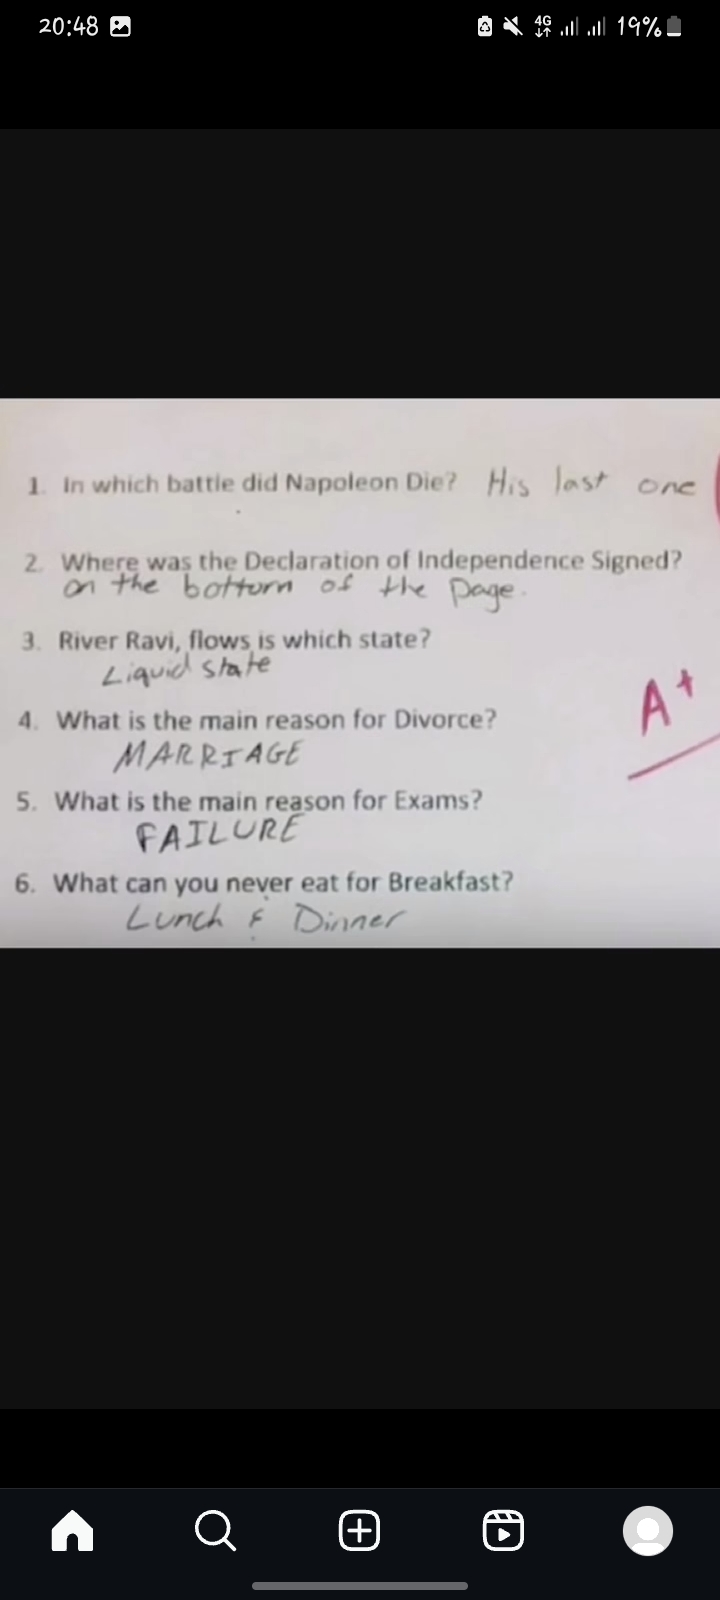 20:48 4G 19%
1. In which battle did Napoleon Die? His last one
2. Where was the Declaration of Independence Signed?
on the bottom of the page.
3. River Ravi, flows is which state?
Liquid state
A+
4. What is the main reason for Divorce?
MARRIAGE
5. What is the main reason for Exams?
FAILURE
6. What can you never eat for Breakfast?
Lunch & Dinner